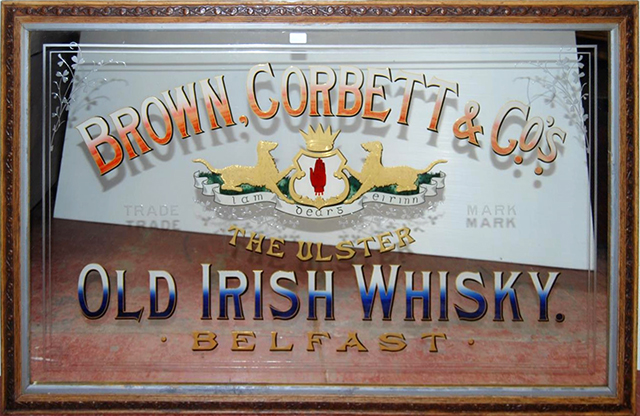 BROWN, CORBETT & Co's.
lam dearg eirinn
TRADE MARK
THE ULSTER
OLD IRISH WHISKY.
· BELFAST ·